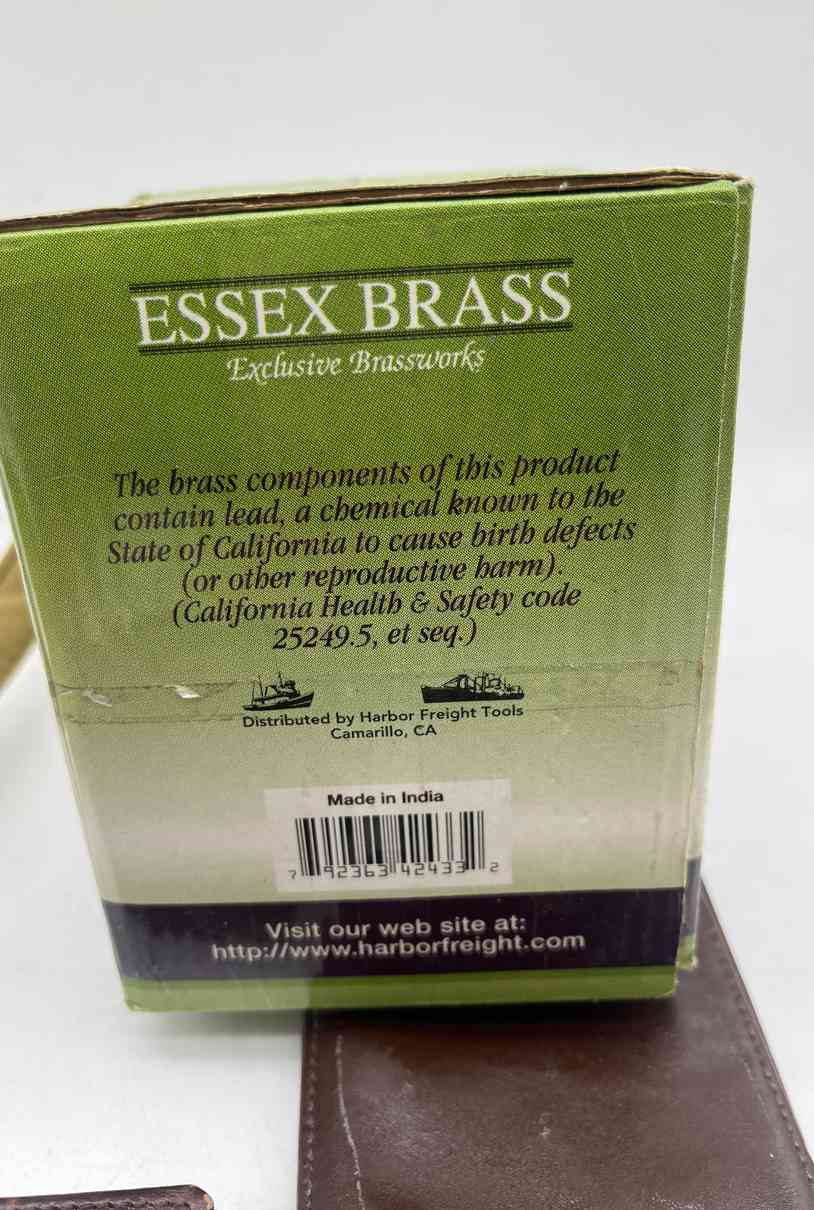 ESSEX BRASS
Exclusive Brassworks
The brass components of this product
contain lead, a chemical known to the
State of California to cause birth defects
(or other reproductive harm).
(California Health & Safety code
25249.5, et seq.)
Distributed by Harbor Freight Tools
Camarillo, CA
Made in India
7 92363 42433 2
Visit our web site at:
http://www.harborfreight.com